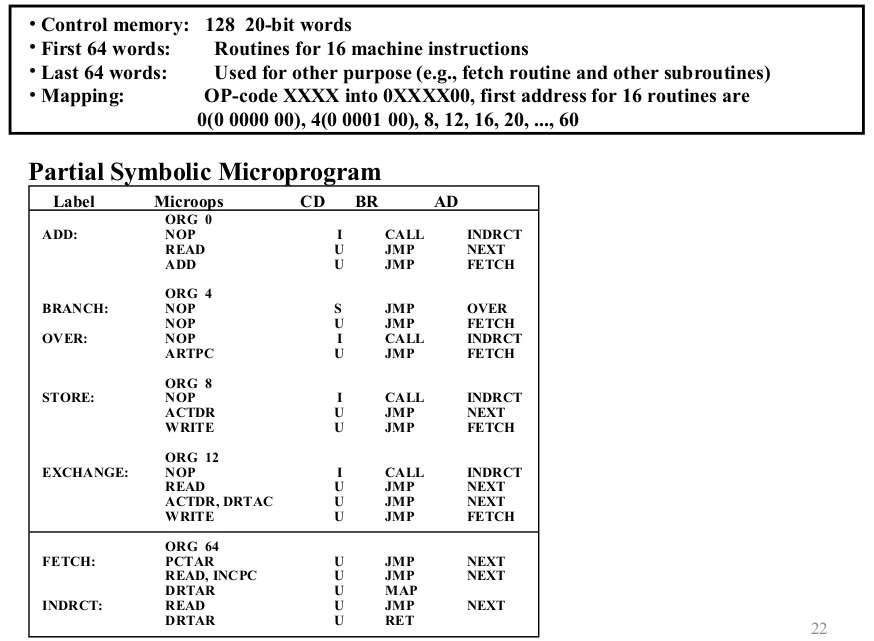 • Control memory: 128 20-bit words
• First 64 words: Routines for 16 machine instructions
• Last 64 words: Used for other purpose (e.g., fetch routine and other subroutines)
• Mapping: OP-code XXXX into 0XXXX00, first address for 16 routines are
0(0 0000 00), 4(0 0001 00), 8, 12, 16, 20, ..., 60
Partial Symbolic Microprogram
Label Microops CD BR AD
ORG 0
ADD: NOP I CALL INDRCT
READ U JMP NEXT
ADD U JMP FETCH
ORG 4
BRANCH: NOP S JMP OVER
NOP U JMP FETCH
OVER: NOP I CALL INDRCT
ARTPC U JMP FETCH
ORG 8
STORE: NOP I CALL INDRCT
ACTDR U JMP NEXT
WRITE U JMP FETCH
ORG 12
EXCHANGE: NOP I CALL INDRCT
READ U JMP NEXT
ACTDR, DRTAC U JMP NEXT
WRITE U JMP FETCH
ORG 64
FETCH: PCTAR U JMP NEXT
READ, INCPC U JMP NEXT
DRTAR U MAP
INDRCT: READ U JMP NEXT
DRTAR U RET
22